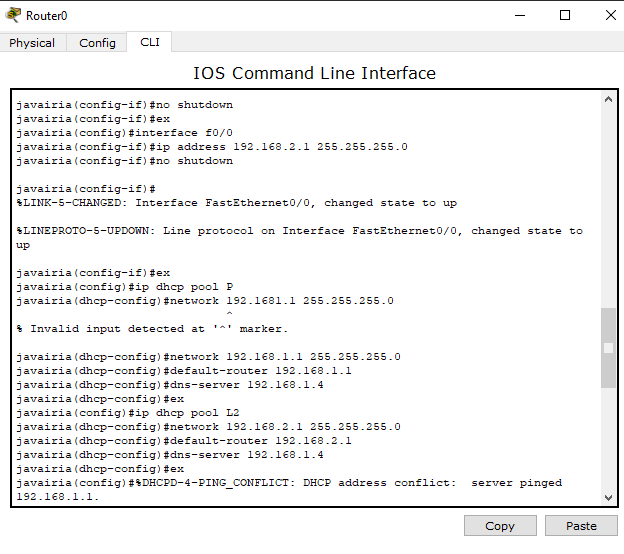 Router0
Physical Config CLI
IOS Command Line Interface
javairia(config-if)#no shutdown
javairia(config-if)#ex
javairia(config)#interface f0/0
javairia(config-if)#ip address 192.168.2.1 255.255.255.0
javairia(config-if)#no shutdown
javairia(config-if)#
%LINK-5-CHANGED: Interface FastEthernet0/0, changed state to up
%LINEPROTO-5-UPDOWN: Line protocol on Interface FastEthernet0/0, changed state to
up
javairia(config-if)#ex
javairia(config)#ip dhcp pool P
javairia(dhcp-config)#network 192.1681.1 255.255.255.0
^
% Invalid input detected at '^' marker.
javairia(dhcp-config)#network 192.168.1.1 255.255.255.0
javairia(dhcp-config)#default-router 192.168.1.1
javairia(dhcp-config)#dns-server 192.168.1.4
javairia(dhcp-config)#ex
javairia(config)#ip dhcp pool L2
javairia(dhcp-config)#network 192.168.2.1 255.255.255.0
javairia(dhcp-config)#default-router 192.168.2.1
javairia(dhcp-config)#dns-server 192.168.1.4
javairia(dhcp-config)#ex
javairia(config)#%DHCPD-4-PING_CONFLICT: DHCP address conflict:  server pinged
192.168.1.1.
Copy Paste